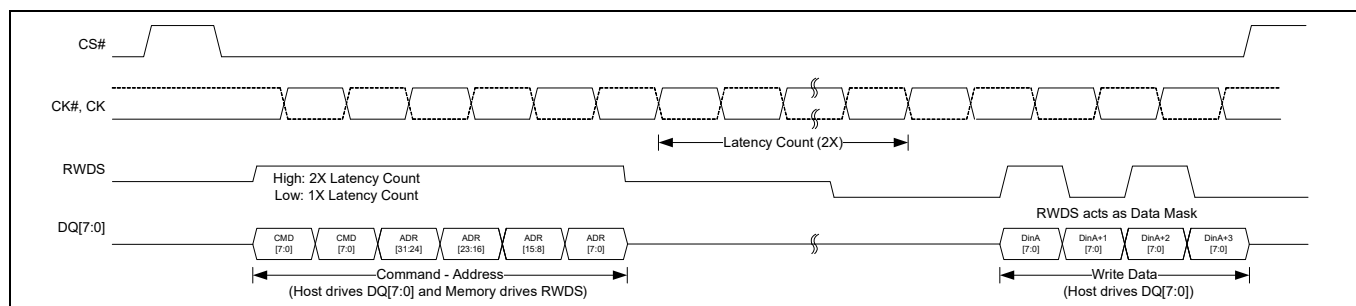 CS#
CK#, CK
Latency Count (2X)
RWDS
High: 2X Latency Count
Low: 1X Latency Count
RWDS acts as Data Mask
DQ[7:0]
CMD [7:0]
CMD [7:0]
ADR [31:24]
ADR [23:16]
ADR [15:8]
ADR [7:0]
DinA [7:0]
DinA+1 [7:0]
DinA+2 [7:0]
DinA+3 [7:0]
Command - Address
(Host drives DQ[7:0] and Memory drives RWDS)
Write Data
(Host drives DQ[7:0])